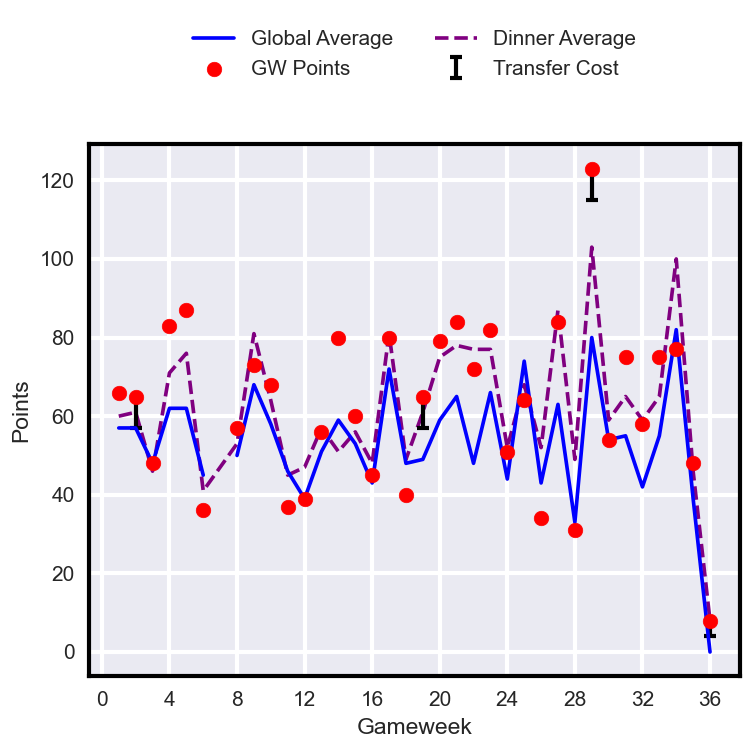 Global Average
Dinner Average
GW Points
Transfer Cost
120
100
80
60
40
20
0
Points
0 4 8 12 16 20 24 28 32 36
Gameweek